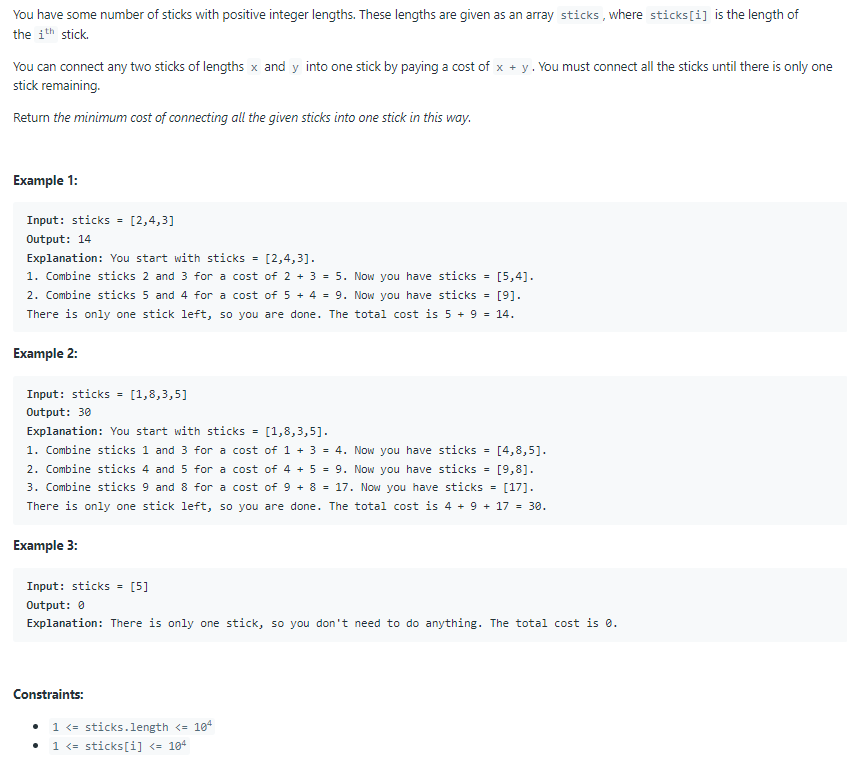 You have some number of sticks with positive integer lengths. These lengths are given as an array sticks, where sticks[i] is the length of
the iᵗʰ stick.
You can connect any two sticks of lengths x and y into one stick by paying a cost of x + y. You must connect all the sticks until there is only one
stick remaining.
Return the minimum cost of connecting all the given sticks into one stick in this way.
Example 1:
Input: sticks = [2,4,3]
Output: 14
Explanation: You start with sticks = [2,4,3].
1. Combine sticks 2 and 3 for a cost of 2 + 3 = 5. Now you have sticks = [5,4].
2. Combine sticks 5 and 4 for a cost of 5 + 4 = 9. Now you have sticks = [9].
There is only one stick left, so you are done. The total cost is 5 + 9 = 14.
Example 2:
Input: sticks = [1,8,3,5]
Output: 30
Explanation: You start with sticks = [1,8,3,5].
1. Combine sticks 1 and 3 for a cost of 1 + 3 = 4. Now you have sticks = [4,8,5].
2. Combine sticks 4 and 5 for a cost of 4 + 5 = 9. Now you have sticks = [9,8].
3. Combine sticks 9 and 8 for a cost of 9 + 8 = 17. Now you have sticks = [17].
There is only one stick left, so you are done. The total cost is 4 + 9 + 17 = 30.
Example 3:
Input: sticks = [5]
Output: 0
Explanation: There is only one stick, so you don't need to do anything. The total cost is 0.
Constraints:
• 1 <= sticks.length <= 10⁴
• 1 <= sticks[i] <= 10⁴